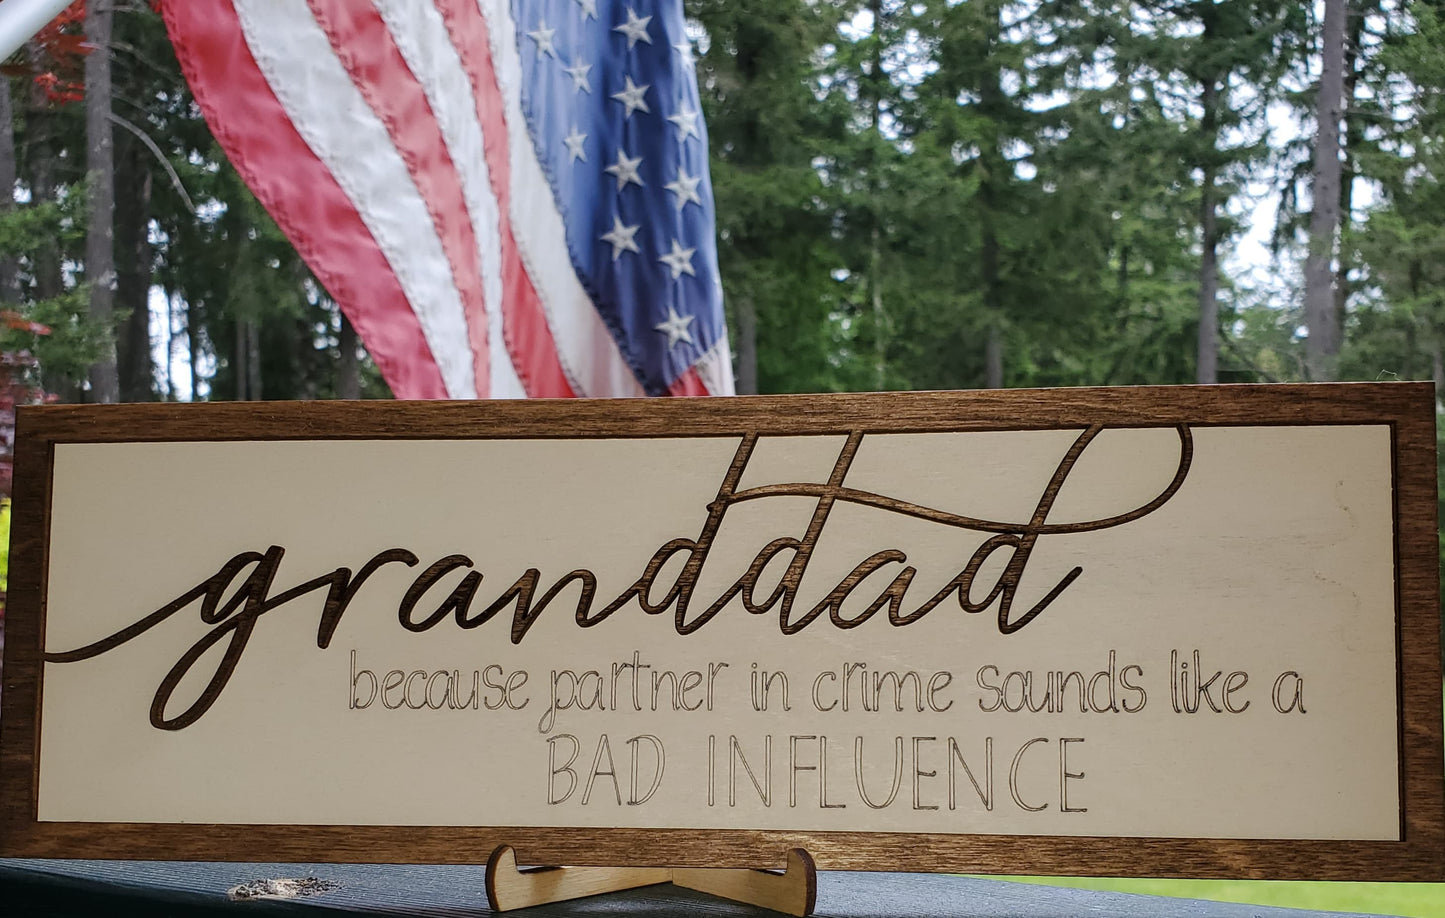 granddad
because partner in crime sounds like a
BAD INFLUENCE